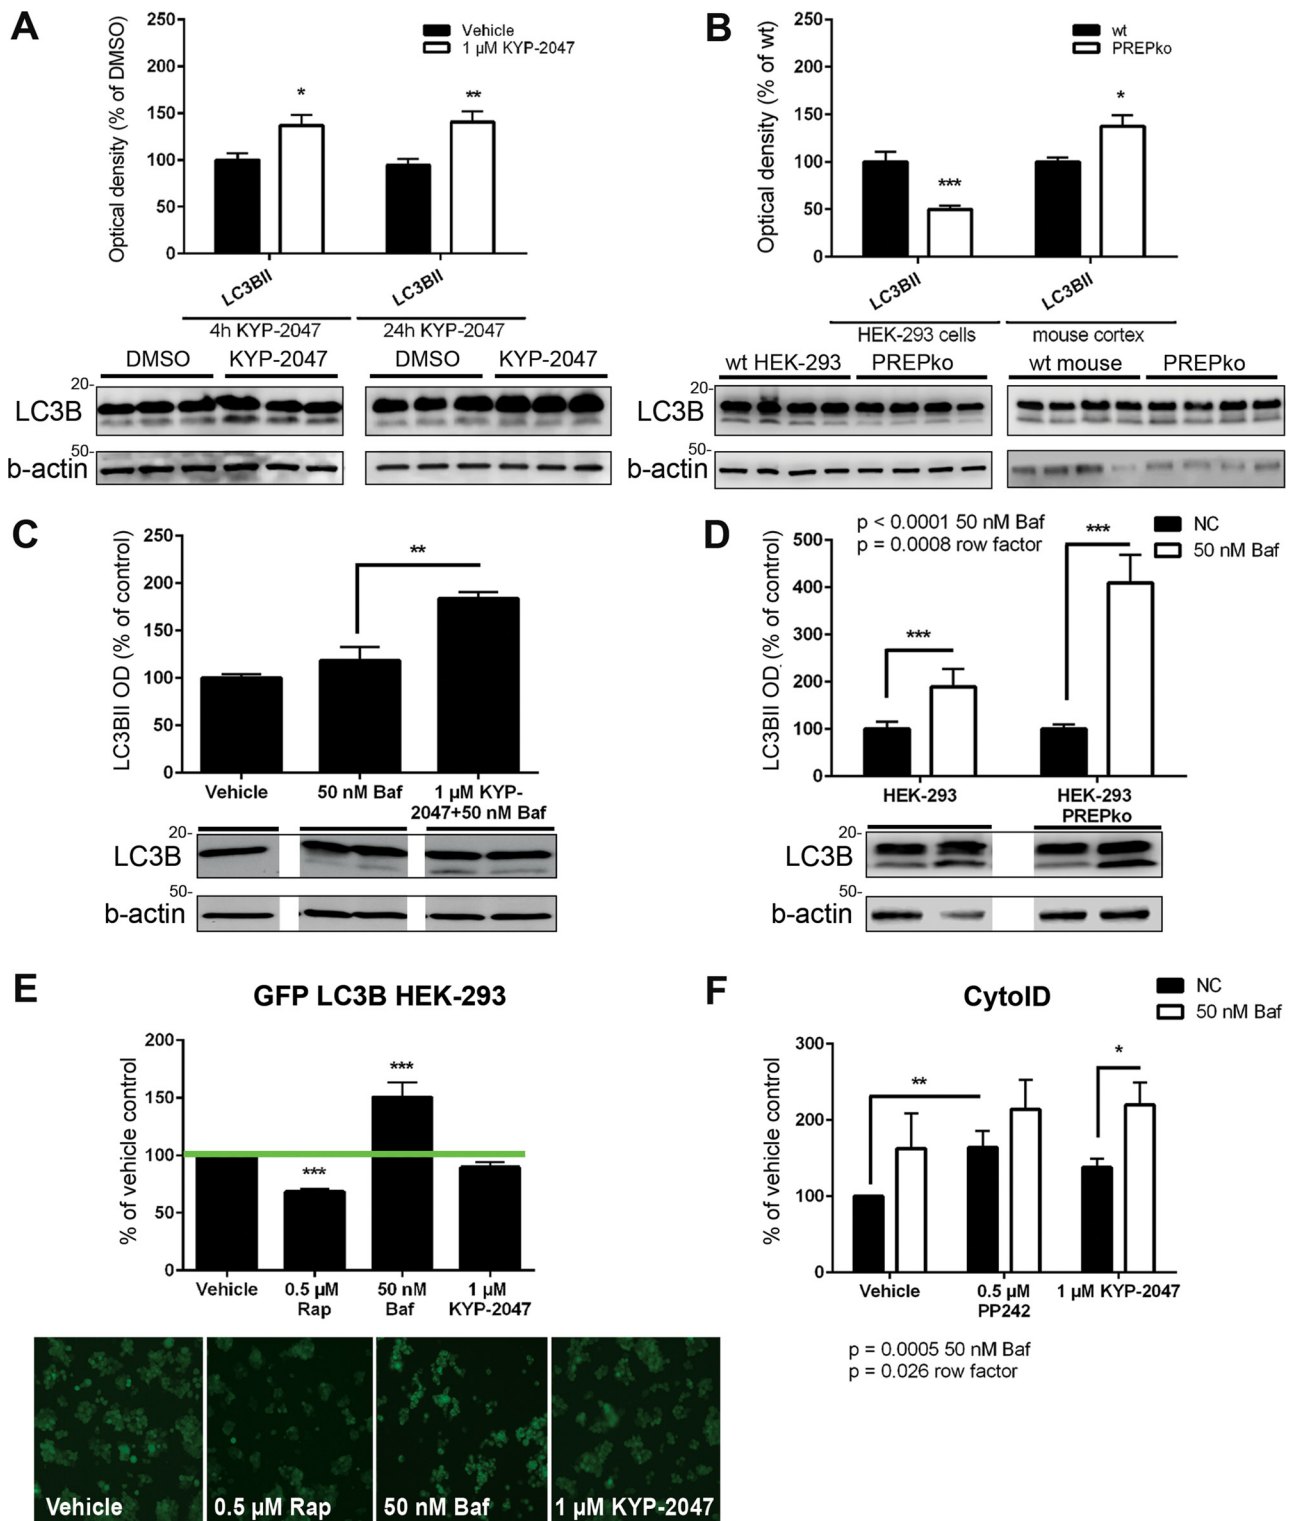 A
Optical density (% of DMSO)
250
200
150
100
50
0
Vehicle
1 µM KYP-2047
*
**
LC3BII
LC3BII
4h KYP-2047
24h KYP-2047
DMSO
KYP-2047
DMSO
KYP-2047
20-
LC3B
50-
b-actin
B
Optical density (% of wt)
250
200
150
100
50
0
wt
PREPko
***
*
LC3BII
LC3BII
HEK-293 cells
mouse cortex
wt HEK-293
PREPko
wt mouse
PREPko
20-
LC3B
50-
b-actin
C
LC3BII OD (% of control)
250
200
150
100
50
0
**
Vehicle
50 nM Baf
1 µM KYP-
2047+50 nM Baf
20-
LC3B
50-
b-actin
D
p < 0.0001 50 nM Baf
p = 0.0008 row factor
NC
50 nM Baf
LC3BII OD (% of control)
500
400
300
200
100
0
***
***
HEK-293
HEK-293
PREPko
20-
LC3B
50-
b-actin
E
GFP LC3B HEK-293
% of vehicle control
200
150
100
50
0
***
***
Vehicle
0.5 µM
Rap
50 nM
Baf
1 µM
KYP-2047
Vehicle
0.5 µM Rap
50 nM Baf
1 µM KYP-2047
F
CytoID
NC
50 nM Baf
% of vehicle control
300
200
100
0
**
*
Vehicle
0.5 µM
PP242
1 µM KYP-2047
p = 0.0005 50 nM Baf
p = 0.026 row factor